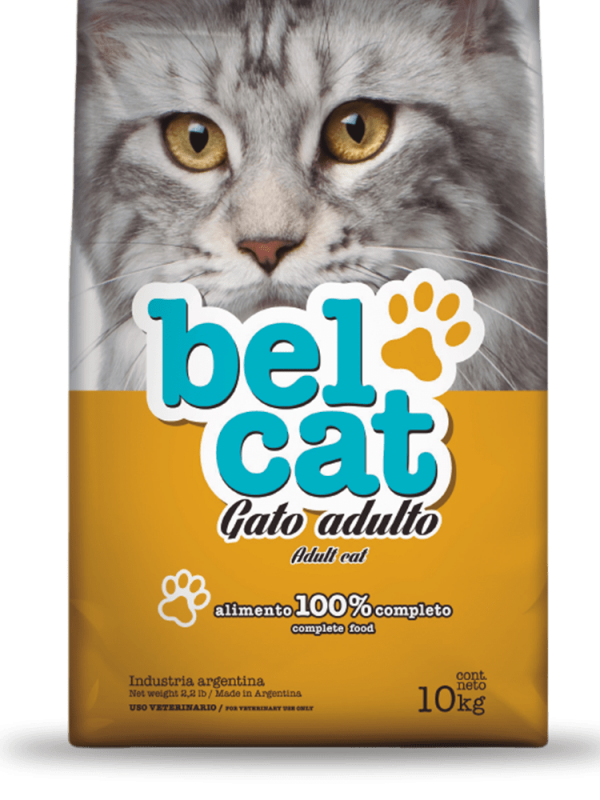 bel
cat
Gato adulto
Adult cat
alimento 100% completo
complete food
Industria argentina
Net weight 2,2 lb / Made in Argentina
USO VETERINARIO / FOR VETERINARY USE ONLY
cont.
neto
10kg